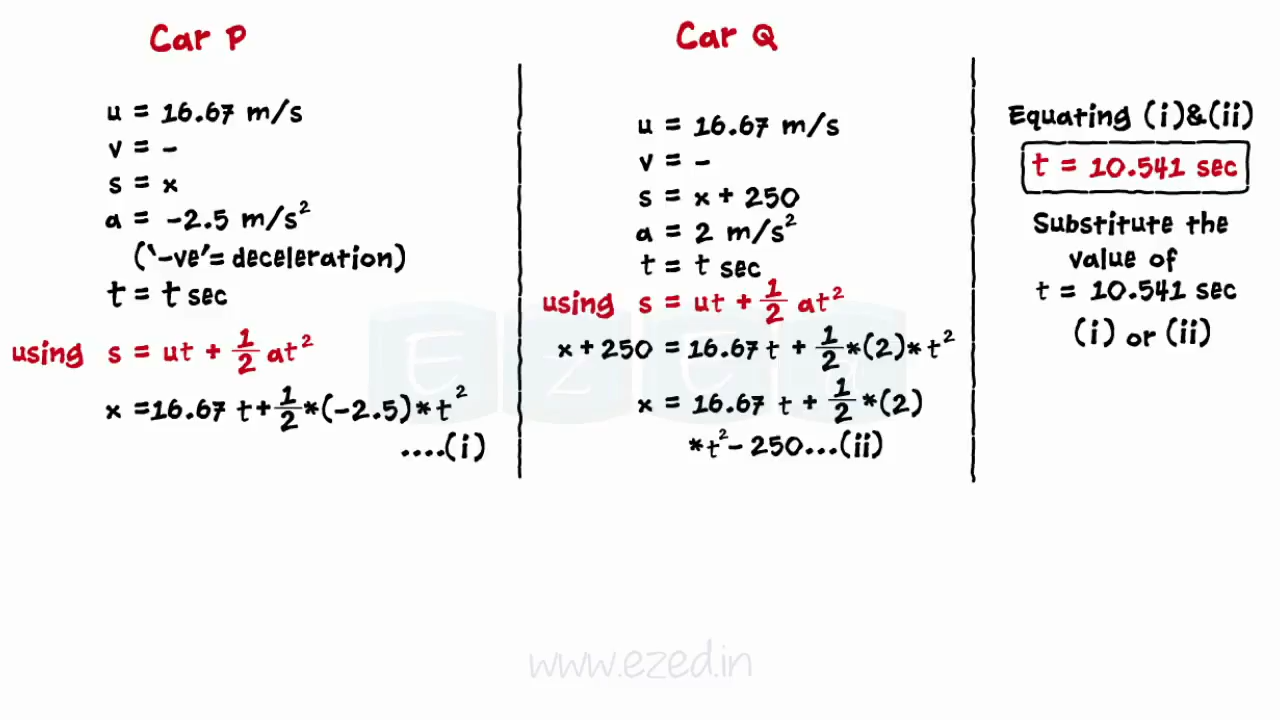 Car P
u = 16.67 m/s
v = -
s = x
a = -2.5 m/s²
('-ve'= deceleration)
t = t sec
using s = ut + 1/2 at²
x =16.67 t+1/2*(-2.5)*t²
....(i)
Car Q
u = 16.67 m/s
v = -
s = x + 250
a = 2 m/s²
t = t sec
using s = ut + 1/2 at²
x + 250 = 16.67 t + 1/2*(2)*t²
x = 16.67 t + 1/2*(2)
*t²- 250...(ii)
Equating (i)&(ii)
t = 10.541 sec
Substitute the
value of
t = 10.541 sec
(i) or (ii)
EZED
www.ezed.in